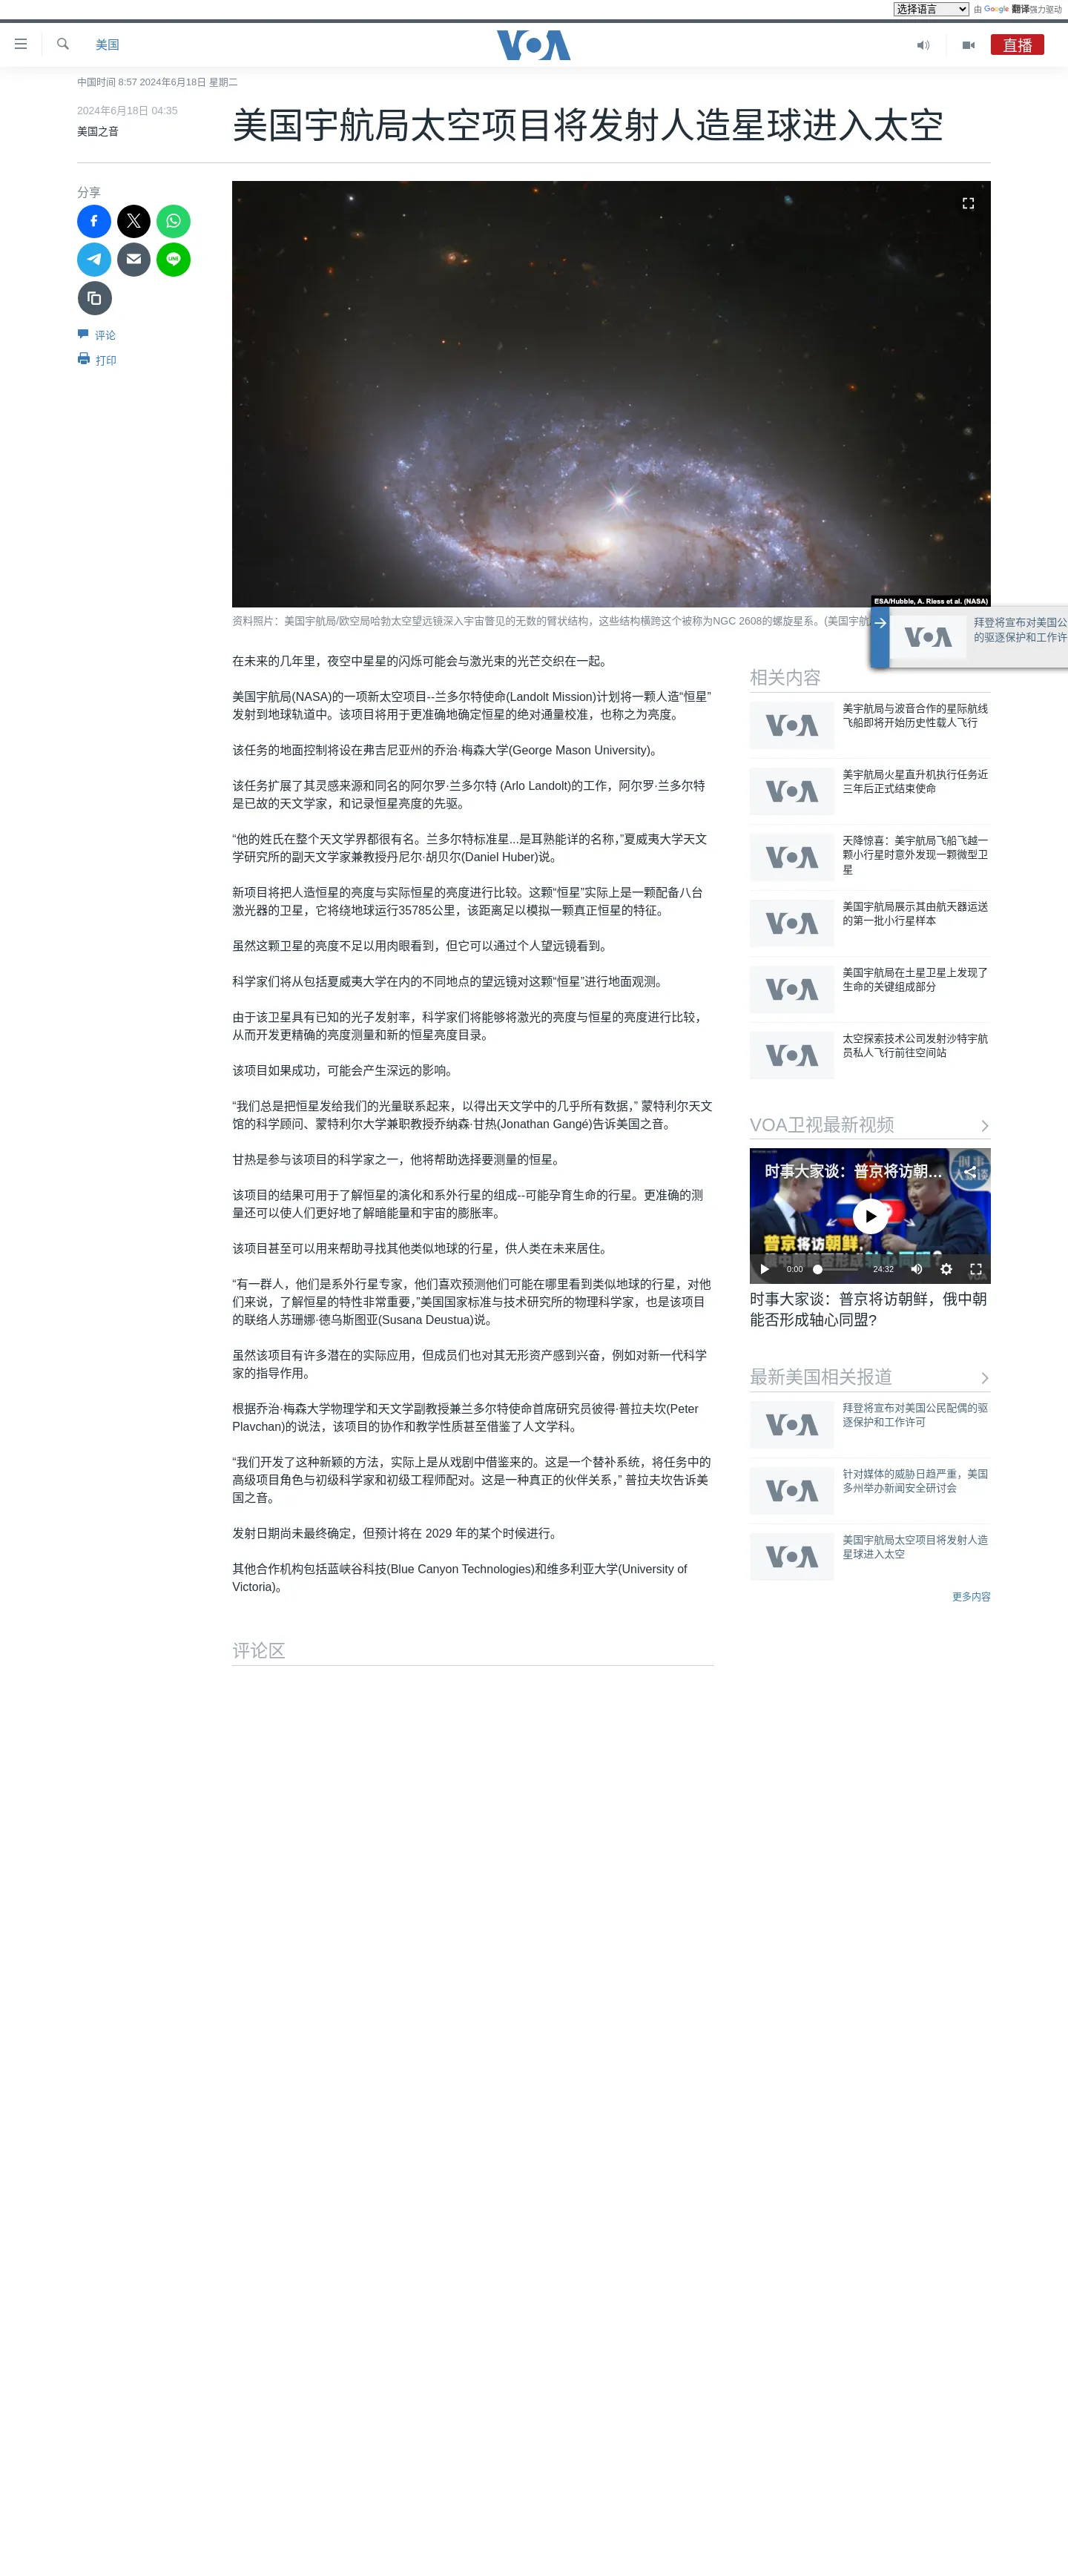 选择语言
由 Google 翻译强力驱动
美国
VOA
直播
中国时间 8:57 2024年6月18日 星期二
2024年6月18日 04:35
美国之音
美国宇航局太空项目将发射人造星球进入太空
分享
评论
打印
ESA/Hubble, A. Riess et al. (NASA)
资料照片：美国宇航局/欧空局哈勃太空望远镜深入宇宙瞥见的无数的臂状结构，这些结构横跨这个被称为NGC 2608的螺旋星系。(美国宇航
VOA
拜登将宣布对美国公
的驱逐保护和工作许
在未来的几年里，夜空中星星的闪烁可能会与激光束的光芒交织在一起。
美国宇航局(NASA)的一项新太空项目--兰多尔特使命(Landolt Mission)计划将一颗人造“恒星”
发射到地球轨道中。该项目将用于更准确地确定恒星的绝对通量校准，也称之为亮度。
该任务的地面控制将设在弗吉尼亚州的乔治·梅森大学(George Mason University)。
该任务扩展了其灵感来源和同名的阿尔罗·兰多尔特 (Arlo Landolt)的工作，阿尔罗·兰多尔特
是已故的天文学家，和记录恒星亮度的先驱。
“他的姓氏在整个天文学界都很有名。兰多尔特标准星...是耳熟能详的名称，”夏威夷大学天文
学研究所的副天文学家兼教授丹尼尔·胡贝尔(Daniel Huber)说。
新项目将把人造恒星的亮度与实际恒星的亮度进行比较。这颗“恒星”实际上是一颗配备八台
激光器的卫星，它将绕地球运行35785公里，该距离足以模拟一颗真正恒星的特征。
虽然这颗卫星的亮度不足以用肉眼看到，但它可以通过个人望远镜看到。
科学家们将从包括夏威夷大学在内的不同地点的望远镜对这颗“恒星”进行地面观测。
由于该卫星具有已知的光子发射率，科学家们将能够将激光的亮度与恒星的亮度进行比较，
从而开发更精确的亮度测量和新的恒星亮度目录。
该项目如果成功，可能会产生深远的影响。
“我们总是把恒星发给我们的光量联系起来，以得出天文学中的几乎所有数据，” 蒙特利尔天文
馆的科学顾问、蒙特利尔大学兼职教授乔纳森·甘热(Jonathan Gangé)告诉美国之音。
甘热是参与该项目的科学家之一，他将帮助选择要测量的恒星。
该项目的结果可用于了解恒星的演化和系外行星的组成--可能孕育生命的行星。更准确的测
量还可以使人们更好地了解暗能量和宇宙的膨胀率。
该项目甚至可以用来帮助寻找其他类似地球的行星，供人类在未来居住。
“有一群人，他们是系外行星专家，他们喜欢预测他们可能在哪里看到类似地球的行星，对他
们来说，了解恒星的特性非常重要，”美国国家标准与技术研究所的物理科学家，也是该项目
的联络人苏珊娜·德乌斯图亚(Susana Deustua)说。
虽然该项目有许多潜在的实际应用，但成员们也对其无形资产感到兴奋，例如对新一代科学
家的指导作用。
根据乔治·梅森大学物理学和天文学副教授兼兰多尔特使命首席研究员彼得·普拉夫坎(Peter
Plavchan)的说法，该项目的协作和教学性质甚至借鉴了人文学科。
“我们开发了这种新颖的方法，实际上是从戏剧中借鉴来的。这是一个替补系统，将任务中的
高级项目角色与初级科学家和初级工程师配对。这是一种真正的伙伴关系，” 普拉夫坎告诉美
国之音。
发射日期尚未最终确定，但预计将在 2029 年的某个时候进行。
其他合作机构包括蓝峡谷科技(Blue Canyon Technologies)和维多利亚大学(University of
Victoria)。
评论区
相关内容
VOA
美宇航局与波音合作的星际航线
飞船即将开始历史性载人飞行
VOA
美宇航局火星直升机执行任务近
三年后正式结束使命
VOA
天降惊喜：美宇航局飞船飞越一
颗小行星时意外发现一颗微型卫
星
VOA
美国宇航局展示其由航天器运送
的第一批小行星样本
VOA
美国宇航局在土星卫星上发现了
生命的关键组成部分
VOA
太空探索技术公司发射沙特宇航
员私人飞行前往空间站
VOA卫视最新视频
时事大家谈：普京将访朝...
普京将访朝鲜，
0:00
24:32
时事大家谈：普京将访朝鲜，俄中朝
能否形成轴心同盟?
最新美国相关报道
VOA
拜登将宣布对美国公民配偶的驱
逐保护和工作许可
VOA
针对媒体的威胁日趋严重，美国
多州举办新闻安全研讨会
VOA
美国宇航局太空项目将发射人造
星球进入太空
更多内容